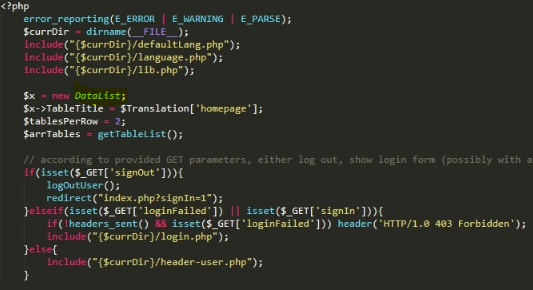 <?php
error_reporting(E_ERROR | E_WARNING | E_PARSE);
$currDir = dirname(__FILE__);
include("{$currDir}/defaultLang.php");
include("{$currDir}/language.php");
include("{$currDir}/lib.php");
$x = new DataList;
$x->TableTitle = $Translation['homepage'];
$tablesPerRow = 2;
$arrTables = getTableList();
// according to provided GET parameters, either log out, show login form (possibly with a
if(isset($_GET['signOut'])){
logOutUser();
redirect("index.php?signIn=1");
}elseif(isset($_GET['loginFailed']) || isset($_GET['signIn'])){
if(!headers_sent() && isset($_GET['loginFailed'])) header('HTTP/1.0 403 Forbidden');
include("{$currDir}/login.php");
}else{
include("{$currDir}/header-user.php");
}